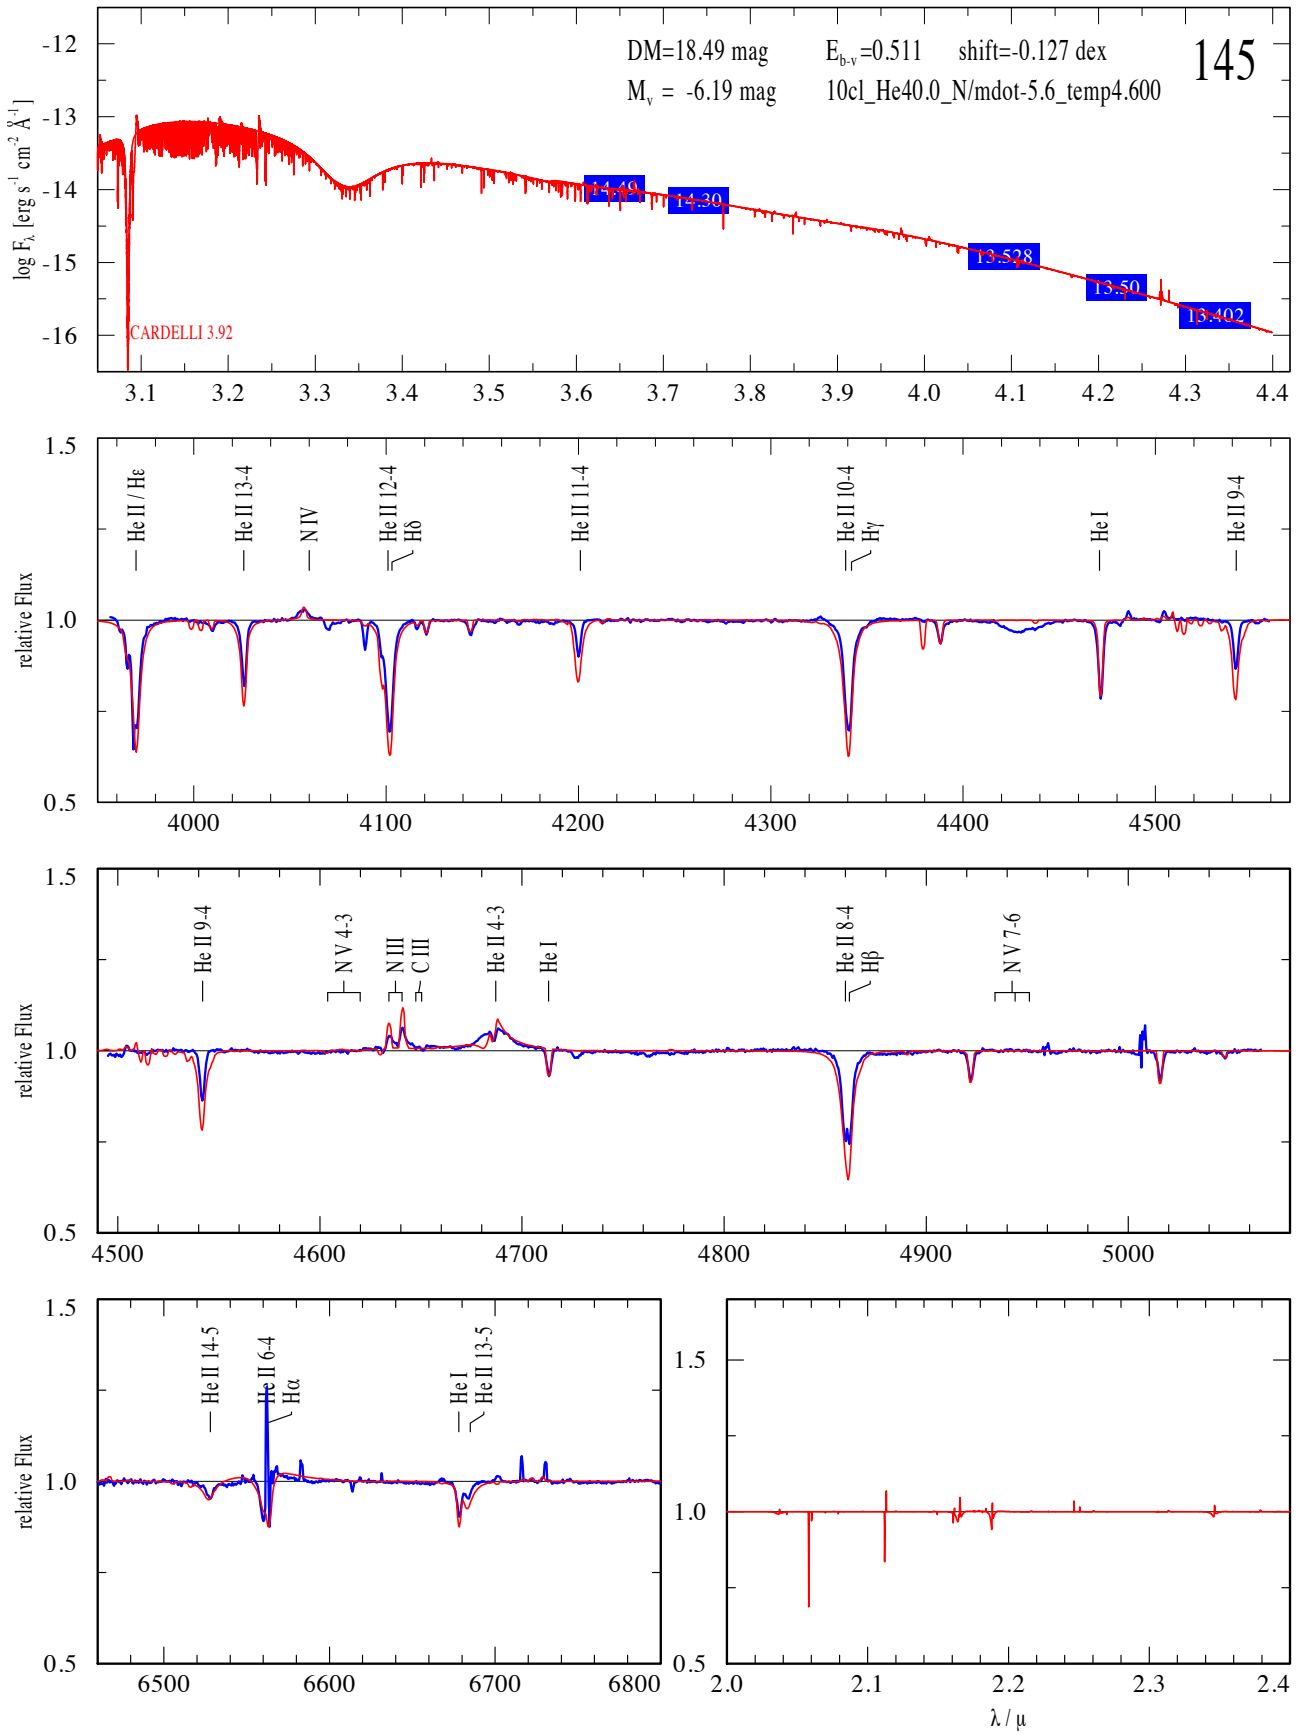 DM=18.49 mag E_b-v=0.511 shift=-0.127 dex 145
M_v = -6.19 mag 10cl_He40.0_N/mdot-5.6_temp4.600
log F_λ [erg s⁻¹ cm⁻² Å⁻¹]
-12
-13
-14
-15
-16
14.49
14.30
13.528
13.50
13.402
CARDELLI 3.92
3.1 3.2 3.3 3.4 3.5 3.6 3.7 3.8 3.9 4.0 4.1 4.2 4.3 4.4
relative Flux
1.5
1.0
0.5
He II / Hε
He II 13-4
N IV
He II 12-4
Hδ
He II 11-4
He II 10-4
Hγ
He I
He II 9-4
4000 4100 4200 4300 4400 4500
relative Flux
1.5
1.0
0.5
He II 9-4
N V 4-3
N III
C III
He II 4-3
He I
He II 8-4
Hβ
N V 7-6
4500 4600 4700 4800 4900 5000
relative Flux
1.5
1.0
0.5
He II 14-5
He II 6-4
Hα
He I
He II 13-5
6500 6600 6700 6800
1.5
1.0
0.5
2.0 2.1 2.2 2.3 2.4
λ / μ